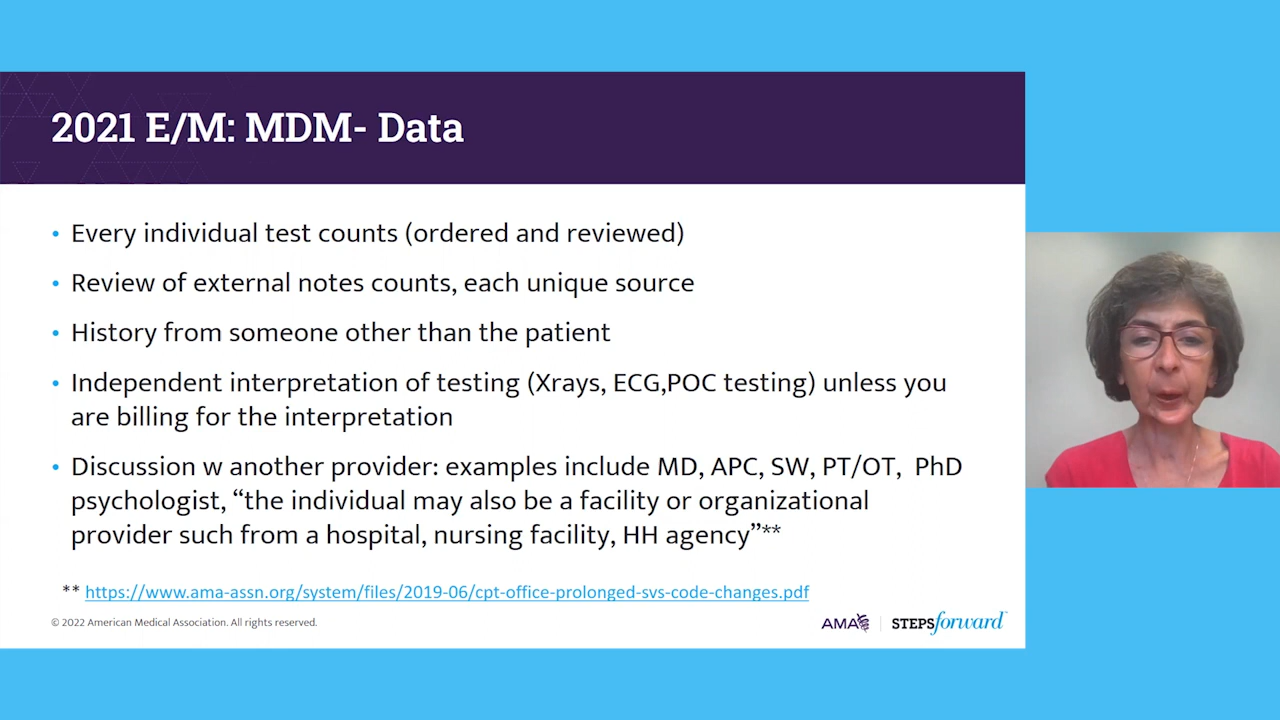 2021 E/M: MDM- Data
• Every individual test counts (ordered and reviewed)
• Review of external notes counts, each unique source
• History from someone other than the patient
• Independent interpretation of testing (Xrays, ECG,POC testing) unless you
are billing for the interpretation
• Discussion w another provider: examples include MD, APC, SW, PT/OT,  PhD
psychologist, “the individual may also be a facility or organizational
provider such from a hospital, nursing facility, HH agency”**
** https://www.ama-assn.org/system/files/2019-06/cpt-office-prolonged-svs-code-changes.pdf
© 2022 American Medical Association. All rights reserved.
AMA | STEPSforward™